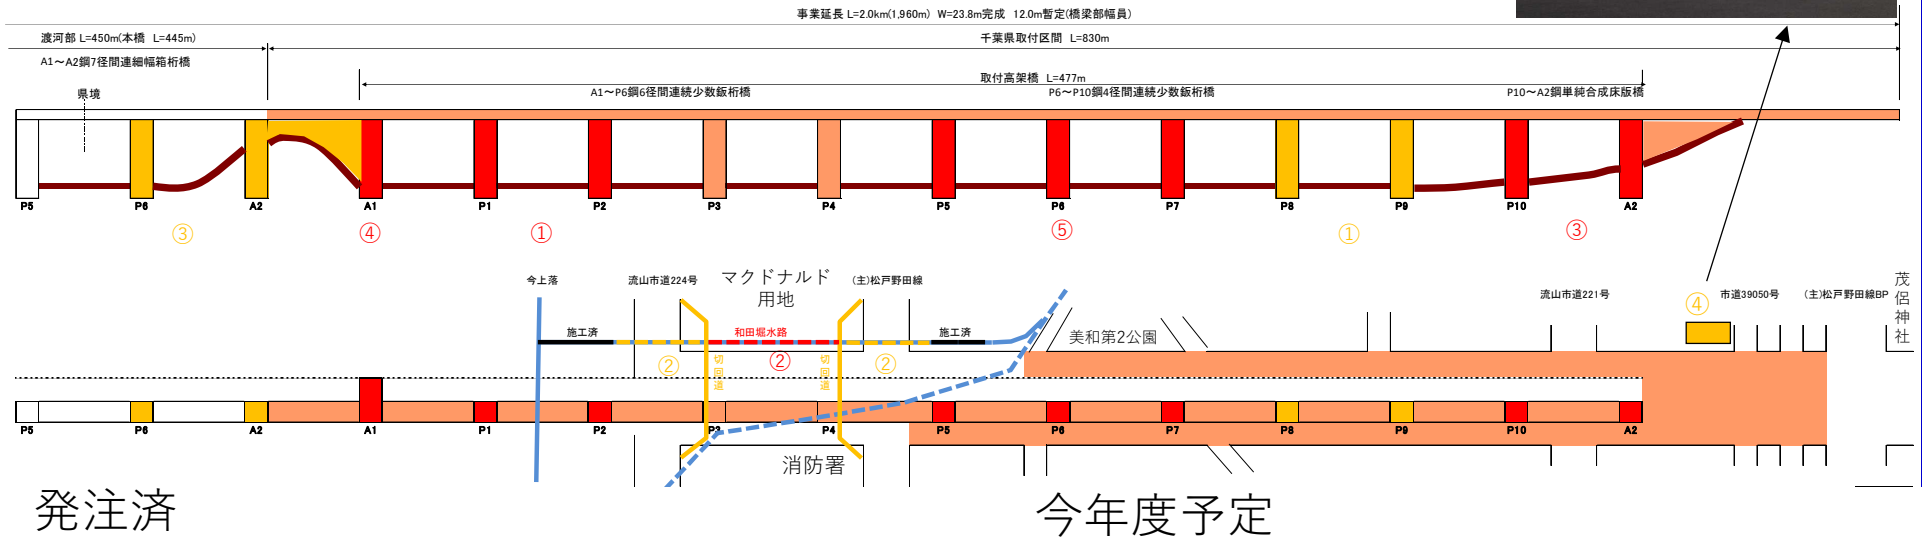 事業延長 L=2.0km(1,960m) W=23.8m完成 12.0m暫定(橋梁部幅員)
渡河部 L=450m(本橋 L=445m)
千葉県取付区間 L=830m
A1～A2鋼7径間連続細幅箱桁橋
取付高架橋 L=477m
県境
A1～P6鋼6径間連続少数鈑桁橋
P6～P10鋼4径間連続少数鈑桁橋
P10～A2鋼単純合成床版橋
P5 P6 A2 A1 P1 P2 P3 P4 P5 P6 P7 P8 P9 P10 A2
③ ④ ① ⑤ ① ③
今上落
流山市道224号
マクドナルド
用地
(主)松戸野田線
流山市道221号
④
市道39050号
(主)松戸野田線BP
茂侶神社
施工済
和田堀水路
施工済
美和第2公園
② ② ②
切回道
切回道
P5 P6 A2 A1 P1 P2 P3 P4 P5 P6 P7 P8 P9 P10 A2
消防署
発注済
今年度予定